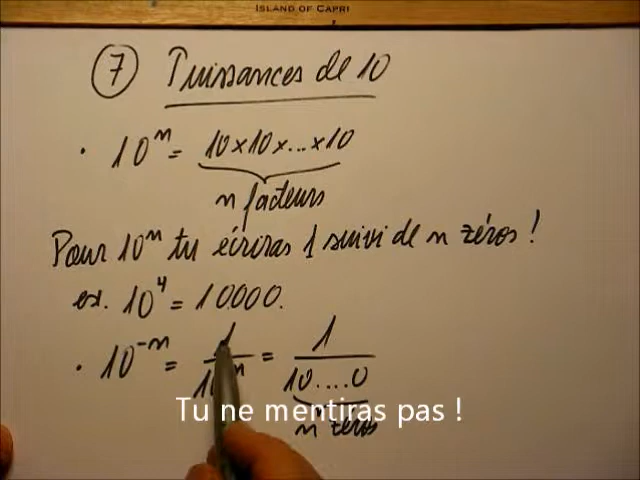 ISLAND OF CAPRI
7 Puissances de 10
· 10ⁿ = 10×10×...×10
n facteurs
Pour 10ⁿ tu écriras 1 suivi de n zéros !
ex. 10⁴ = 10000.
· 10⁻ⁿ = 1/10ⁿ = 1/10....0
Tu ne mentiras pas !
n zéros